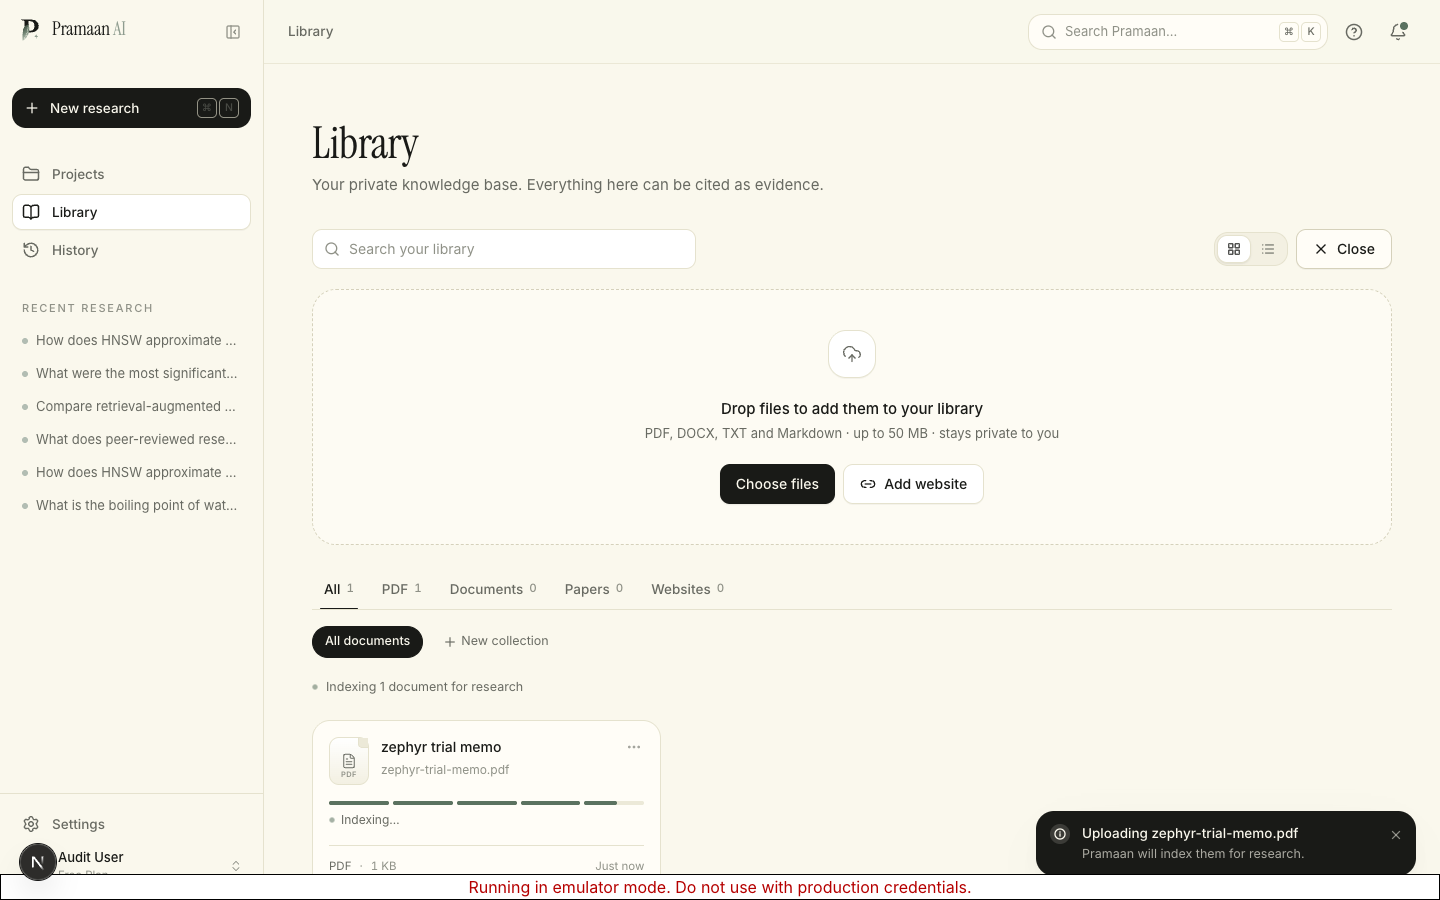 Pramaan AI
New research
⌘ N
Projects
Library
History
RECENT RESEARCH
How does HNSW approximate ...
What were the most significant...
Compare retrieval-augmented ...
What does peer-reviewed rese...
How does HNSW approximate ...
What is the boiling point of wat...
Settings
N
Audit User
Free Plan
Library
Search Pramaan...
⌘ K
Library
Your private knowledge base. Everything here can be cited as evidence.
Search your library
Close
Drop files to add them to your library
PDF, DOCX, TXT and Markdown · up to 50 MB · stays private to you
Choose files
Add website
All 1 PDF 1 Documents 0 Papers 0 Websites 0
All documents
New collection
Indexing 1 document for research
PDF
zephyr trial memo
zephyr-trial-memo.pdf
Indexing...
PDF · 1 KB Just now
Uploading zephyr-trial-memo.pdf
Pramaan will index them for research.
Running in emulator mode. Do not use with production credentials.